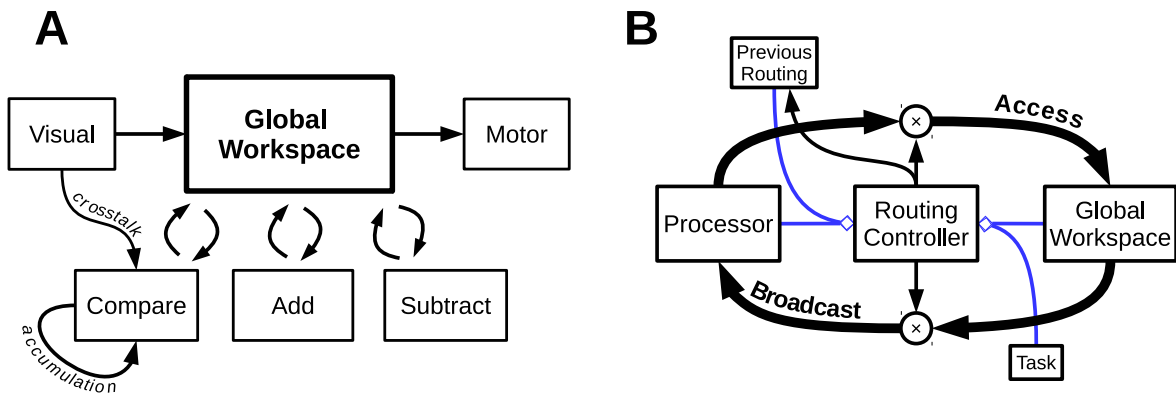 A
Visual
Global
Workspace
Motor
crosstalk
Compare
Add
Subtract
accumulation
B
Previous
Routing
×
Access
Processor
Routing
Controller
Global
Workspace
Broadcast
×
Task